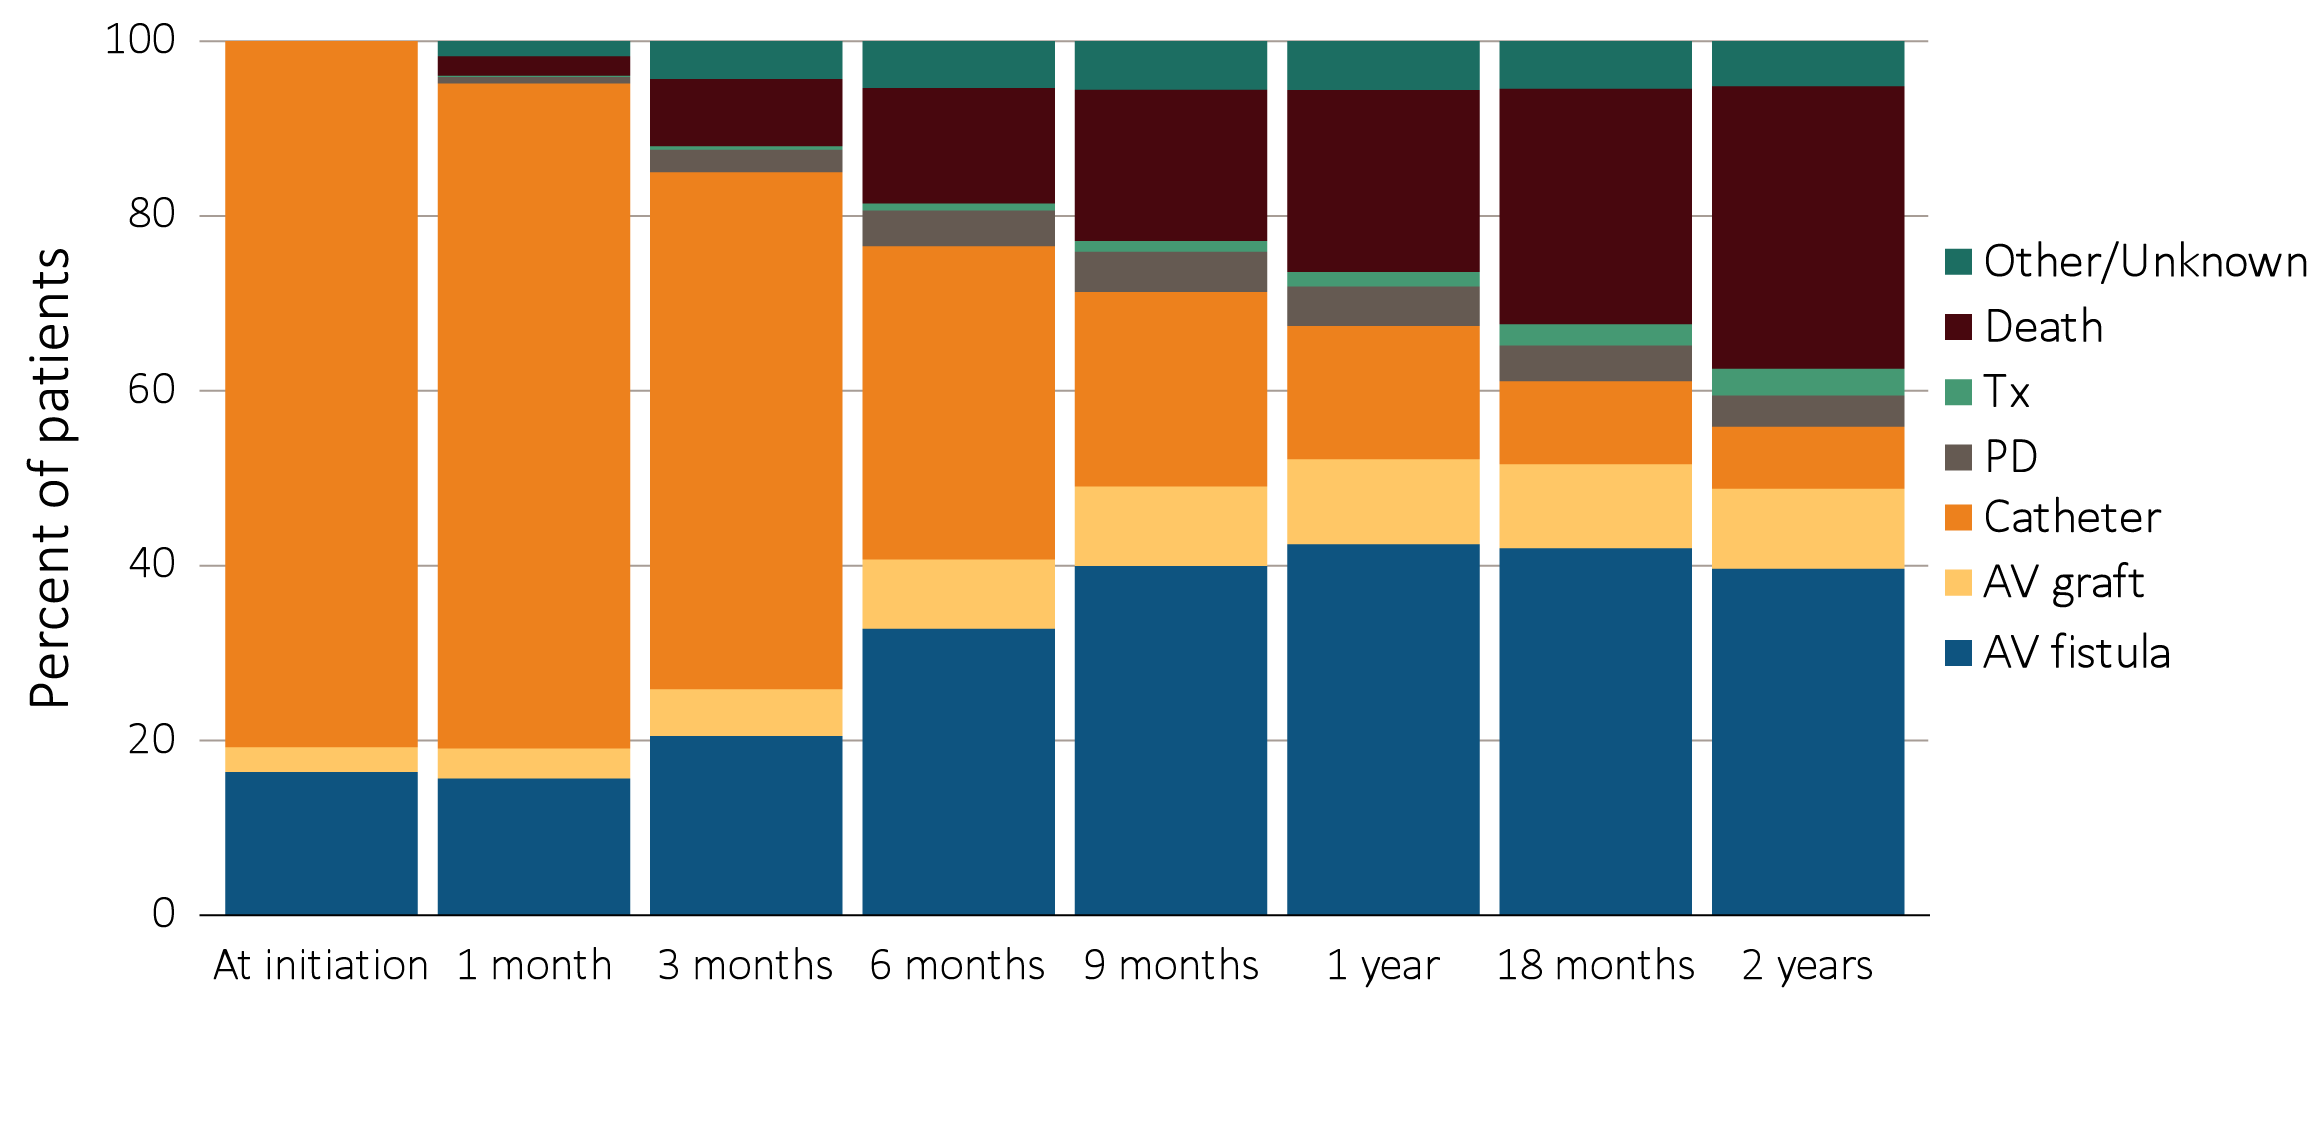 Percent of patients
100
80
60
40
20
0
At initiation
1 month
3 months
6 months
9 months
1 year
18 months
2 years
Other/Unknown
Death
Tx
PD
Catheter
AV graft
AV fistula